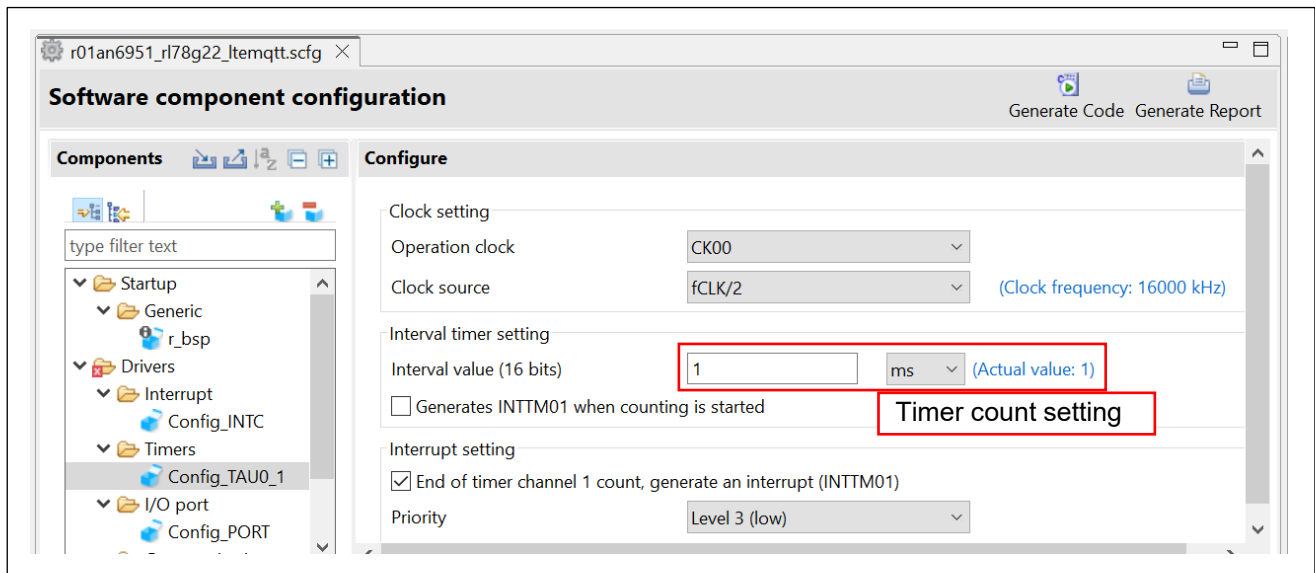 r01an6951_rl78g22_ltemqtt.scfg
Software component configuration
Generate Code Generate Report
Components
Configure
type filter text
Startup
Generic
r_bsp
Drivers
Interrupt
Config_INTC
Timers
Config_TAU0_1
I/O port
Config_PORT
Clock setting
Operation clock CK00
Clock source fCLK/2 (Clock frequency: 16000 kHz)
Interval timer setting
Interval value (16 bits) 1 ms (Actual value: 1)
Generates INTTM01 when counting is started
Timer count setting
Interrupt setting
End of timer channel 1 count, generate an interrupt (INTTM01)
Priority Level 3 (low)